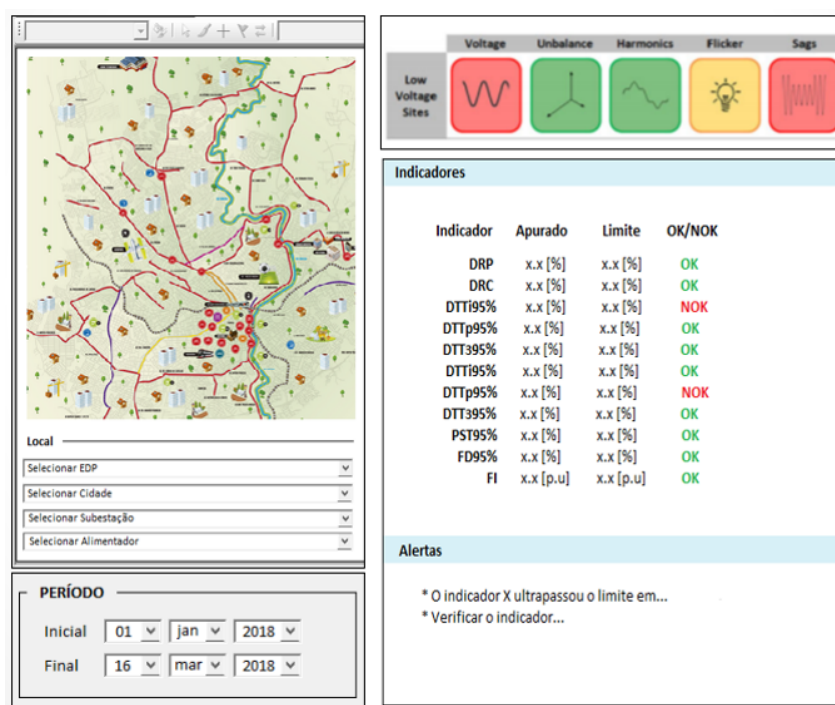 Local
Selecionar EDP
Selecionar Cidade
Selecionar Subestação
Selecionar Alimentador
PERÍODO
Inicial 01 jan 2018
Final 16 mar 2018
Voltage Unbalance Harmonics Flicker Sags
Low
Voltage
Sites
Indicadores
Indicador Apurado Limite OK/NOK
DRP x.x [%] x.x [%] OK
DRC x.x [%] x.x [%] OK
DTTi95% x.x [%] x.x [%] NOK
DTTp95% x.x [%] x.x [%] OK
DTT395% x.x [%] x.x [%] OK
DTTi95% x.x [%] x.x [%] OK
DTTp95% x.x [%] x.x [%] NOK
DTT395% x.x [%] x.x [%] OK
PST95% x.x [%] x.x [%] OK
FD95% x.x [%] x.x [%] OK
FI x.x [p.u] x.x [p.u] OK
Alertas
* O indicador X ultrapassou o limite em...
* Verificar o indicador...